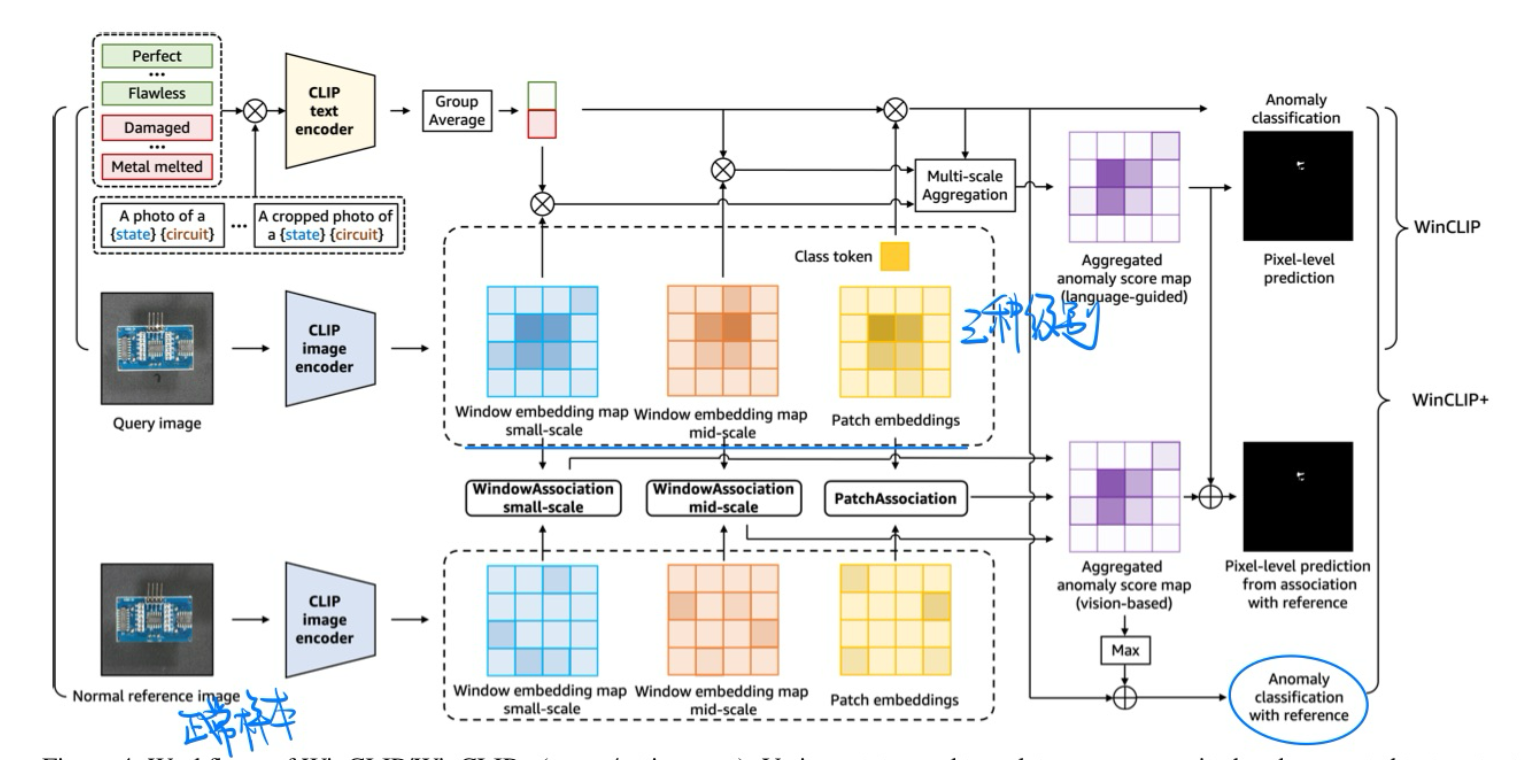 Perfect
...
Flawless
Damaged
...
Metal melted
CLIP
text
encoder
Group
Average
A photo of a
{state} {circuit}
...
A cropped photo of
a {state} {circuit}
Multi-scale
Aggregation
Anomaly
classification
Aggregated
anomaly score map
(language-guided)
Pixel-level
prediction
WinCLIP
Class token
三种级别
Query image
CLIP
image
encoder
Window embedding map
small-scale
Window embedding map
mid-scale
Patch embeddings
WinCLIP+
WindowAssociation
small-scale
WindowAssociation
mid-scale
PatchAssociation
Aggregated
anomaly score map
(vision-based)
Pixel-level prediction
from association
with reference
Normal reference image
正常样本
CLIP
image
encoder
Window embedding map
small-scale
Window embedding map
mid-scale
Patch embeddings
Max
Anomaly
classification
with reference